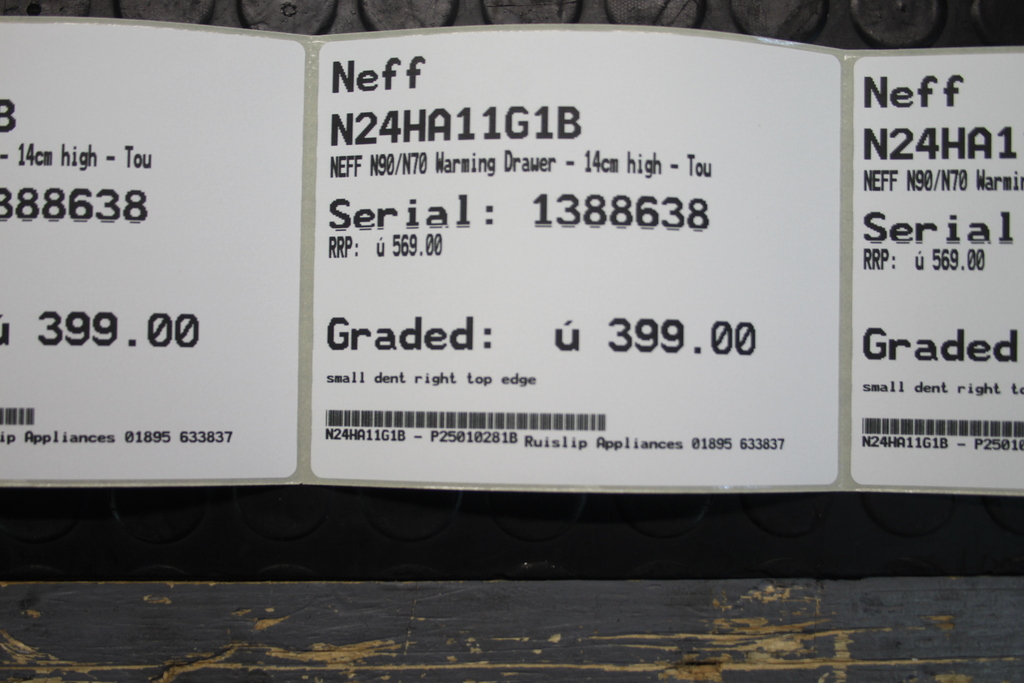 B
- 14cm high - Tou
388638
ú 399.00
ip Appliances 01895 633837
Neff
N24HA11G1B
NEFF N90/N70 Warming Drawer - 14cm high - Tou
Serial: 1388638
RRP: ú 569.00
Graded: ú 399.00
small dent right top edge
N24HA11G1B - P25010281B Ruislip Appliances 01895 633837
Neff
N24HA1
NEFF N90/N70 Warmin
Serial
RRP: ú 569.00
Graded
small dent right to
N24HA11G1B - P25010